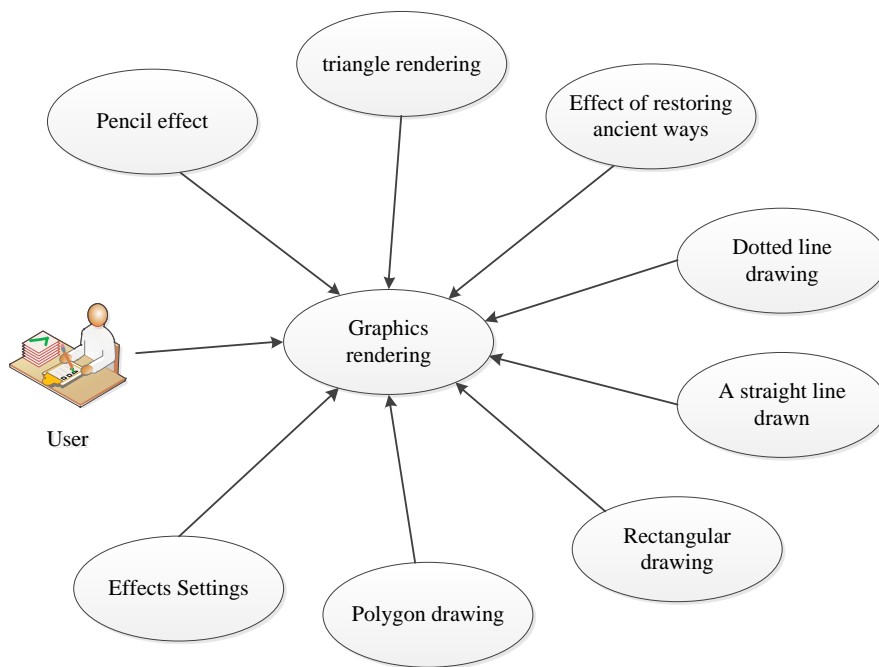 triangle rendering
Pencil effect
Effect of restoring
ancient ways
Dotted line
drawing
Graphics
rendering
A straight line
drawn
User
Rectangular
drawing
Effects Settings
Polygon drawing